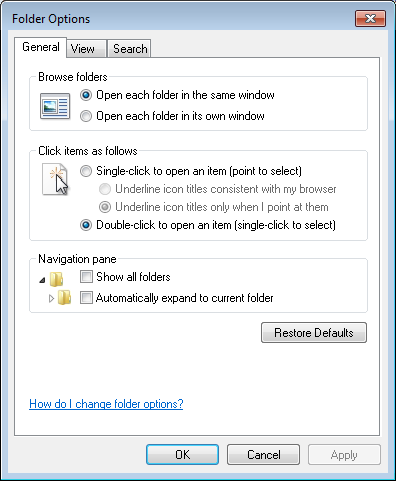 Folder Options
General View Search
Browse folders
Open each folder in the same window
Open each folder in its own window
Click items as follows
Single-click to open an item (point to select)
Underline icon titles consistent with my browser
Underline icon titles only when I point at them
Double-click to open an item (single-click to select)
Navigation pane
Show all folders
Automatically expand to current folder
Restore Defaults
How do I change folder options?
OK Cancel Apply